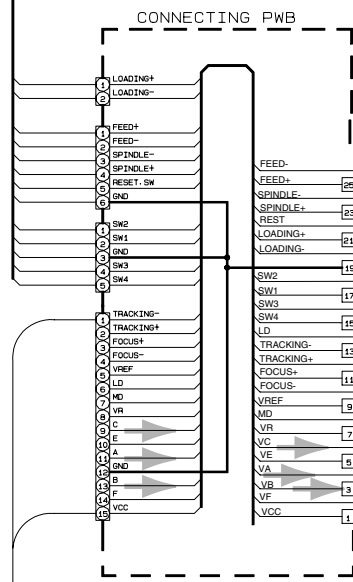 CONNECTING PWB
1 LOADING+
2 LOADING-
1 FEED+
2 FEED-
3 SPINDLE-
4 SPINDLE+
5 RESET.SW
6 GND
1 SW2
2 SW1
3 GND
4 SW3
5 SW4
1 TRACKING-
2 TRACKING+
3 FOCUS+
4 FOCUS-
5 VREF
6 LD
7 MD
8 VR
9 C
10 E
11 A
12 GND
13 B
14 F
15 VCC
FEED-
FEED+
25
SPINDLE-
SPINDLE+
23
REST
LOADING+
21
LOADING-
19
SW2
SW1
17
SW3
SW4
15
LD
TRACKING-
13
TRACKING+
FOCUS+
11
FOCUS-
VREF
9
MD
VR
7
VC
VE
5
VA
VB
3
VF
VCC
1